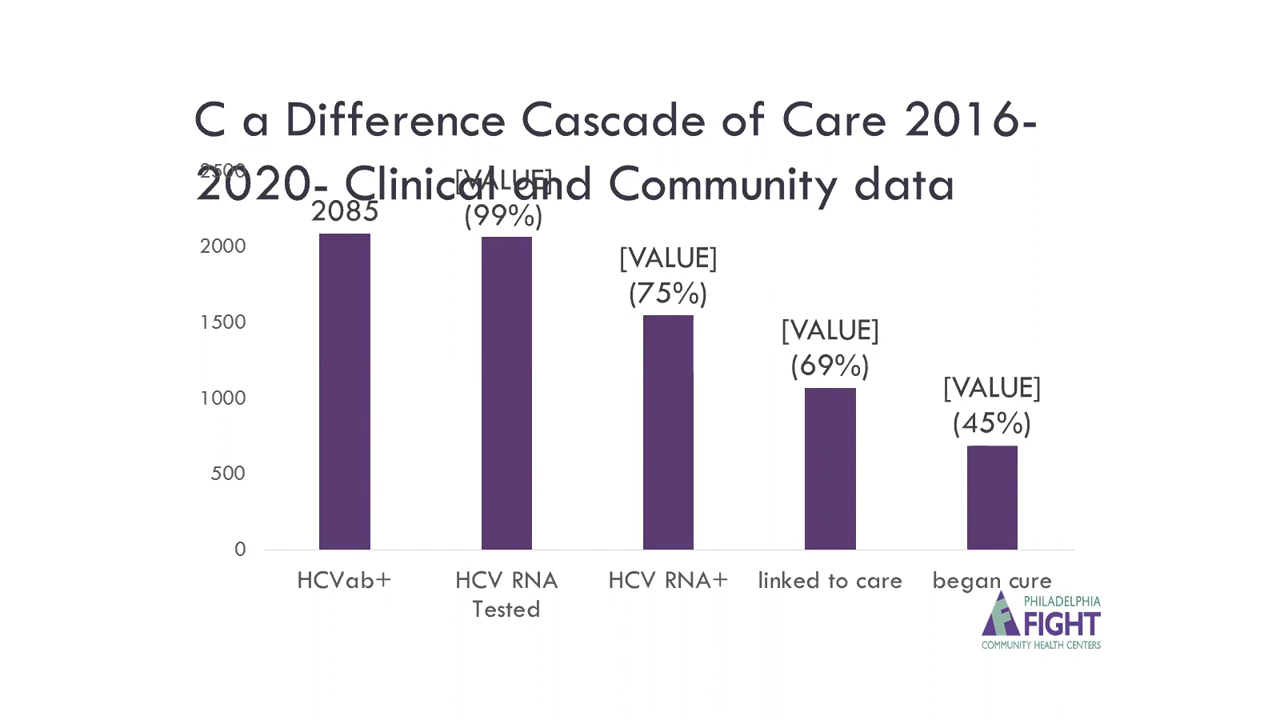 C a Difference Cascade of Care 2016-
2020- Clinical and Community data
2500
2000
1500
1000
500
0
2085
[VALUE]
(99%)
[VALUE]
(75%)
[VALUE]
(69%)
[VALUE]
(45%)
HCVab+
HCV RNA
Tested
HCV RNA+
linked to care
began cure
PHILADELPHIA
FIGHT
COMMUNITY HEALTH CENTERS